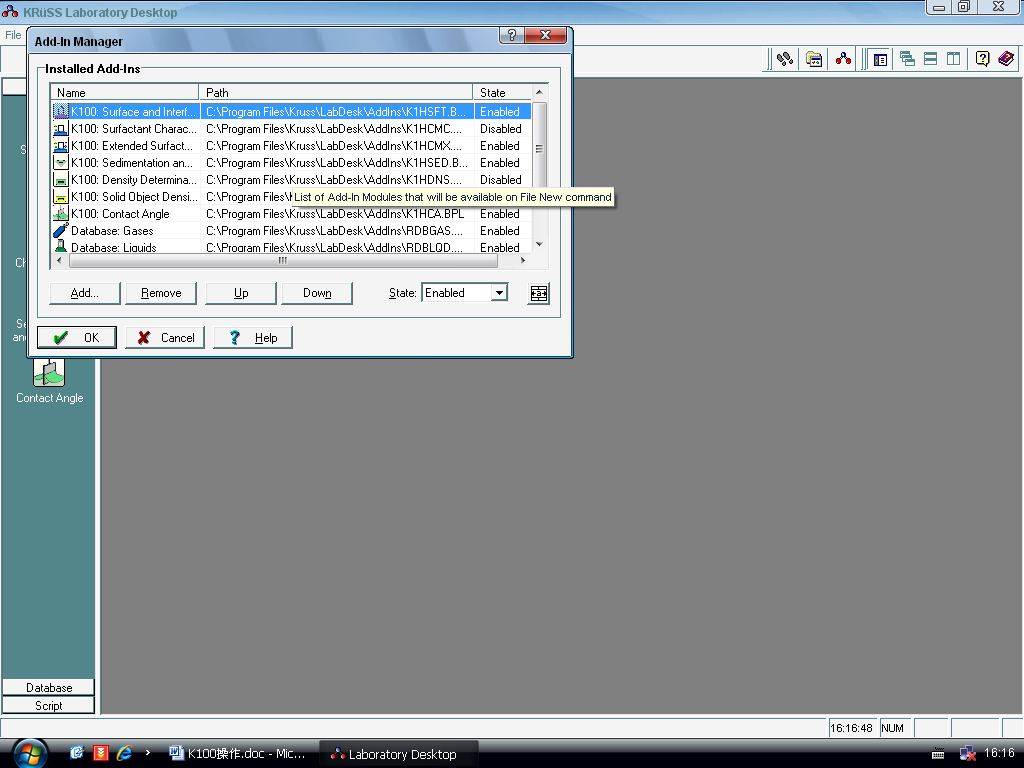 KRüSS Laboratory Desktop
File
Add-In Manager
Installed Add-Ins
Name Path State
K100: Surface and Interf... C:\Program Files\Kruss\LabDesk\AddIns\K1HSFT.B... Enabled
K100: Surfactant Charac... C:\Program Files\Kruss\LabDesk\AddIns\K1HCMC.... Disabled
K100: Extended Surfact... C:\Program Files\Kruss\LabDesk\AddIns\K1HCMX.... Enabled
K100: Sedimentation an... C:\Program Files\Kruss\LabDesk\AddIns\K1HSED.B... Enabled
K100: Density Determina... C:\Program Files\Kruss\LabDesk\AddIns\K1HDNS.... Disabled
K100: Solid Object Densi... C:\Program Files\ Enabled
List of Add-In Modules that will be available on File New command
K100: Contact Angle C:\Program Files\Kruss\LabDesk\AddIns\K1HCA.BPL Enabled
Database: Gases C:\Program Files\Kruss\LabDesk\AddIns\RDBGAS.... Enabled
Database: Liquids C:\Program Files\Kruss\LabDesk\AddIns\RDBLQD.... Enabled
Add... Remove Up Down State: Enabled
OK Cancel Help
Contact Angle
Database
Script
16:16:48 NUM
K100操作.doc - Mic... Laboratory Desktop 16:16